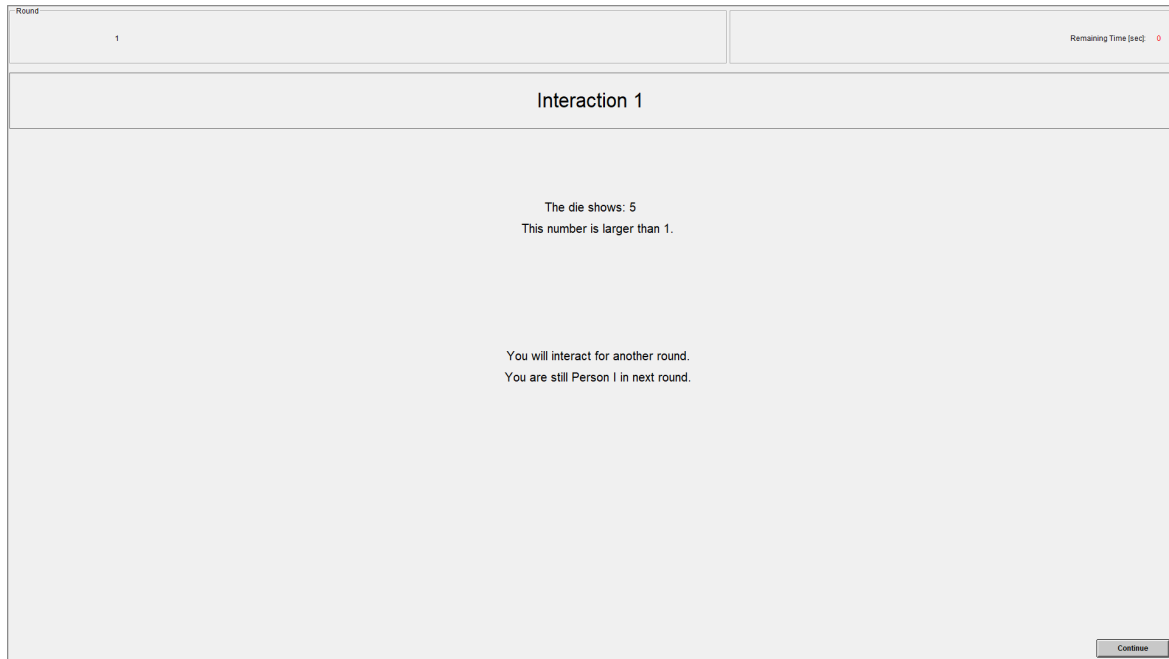 Round
1
Remaining Time [sec]: 0
Interaction 1
The die shows: 5
This number is larger than 1.
You will interact for another round.
You are still Person I in next round.
Continue